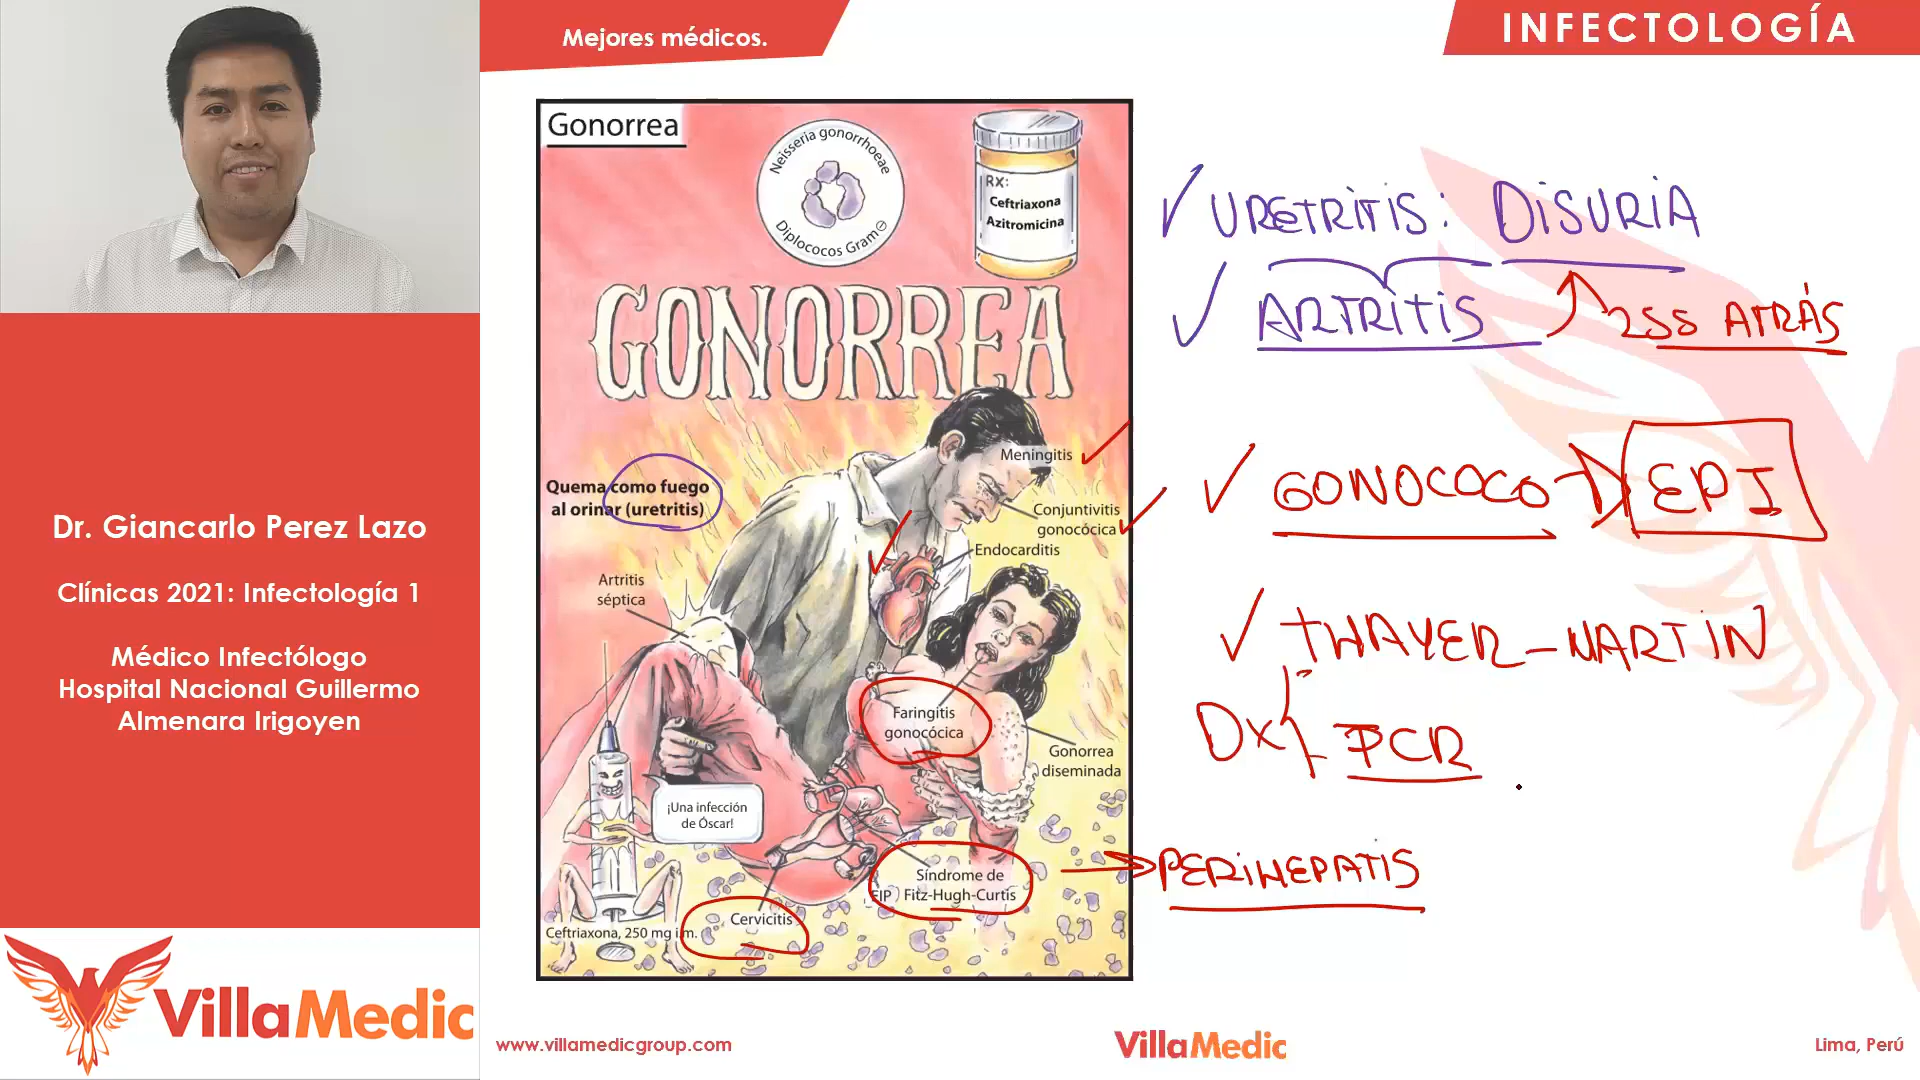 Mejores médicos.
INFECTOLOGÍA
Gonorrea
Neisseria gonorrhoeae
Diplococos Gram⊖
RX:
Ceftriaxona
Azitromicina
GONORREA
Meningitis
Quema como fuego
al orinar (uretritis)
Conjuntivitis
gonocócica
Endocarditis
Artritis
séptica
Faringitis
gonocócica
Gonorrea
diseminada
¡Una infección
de Óscar!
Síndrome de
Fitz-Hugh-Curtis
Cervicitis
Ceftriaxona, 250 mg i.m.
✓ URETRITIS: DISURIA
✓ ARTRITIS
2SS ATRÁS
✓ GONOCOCO → EPI
✓ THAYER-MARTIN
Dx { PCR
→ PERIHEPATIS
Dr. Giancarlo Perez Lazo
Clínicas 2021: Infectología 1
Médico Infectólogo
Hospital Nacional Guillermo
Almenara Irigoyen
VillaMedic
www.villamedicgroup.com
VillaMedic
Lima, Perú